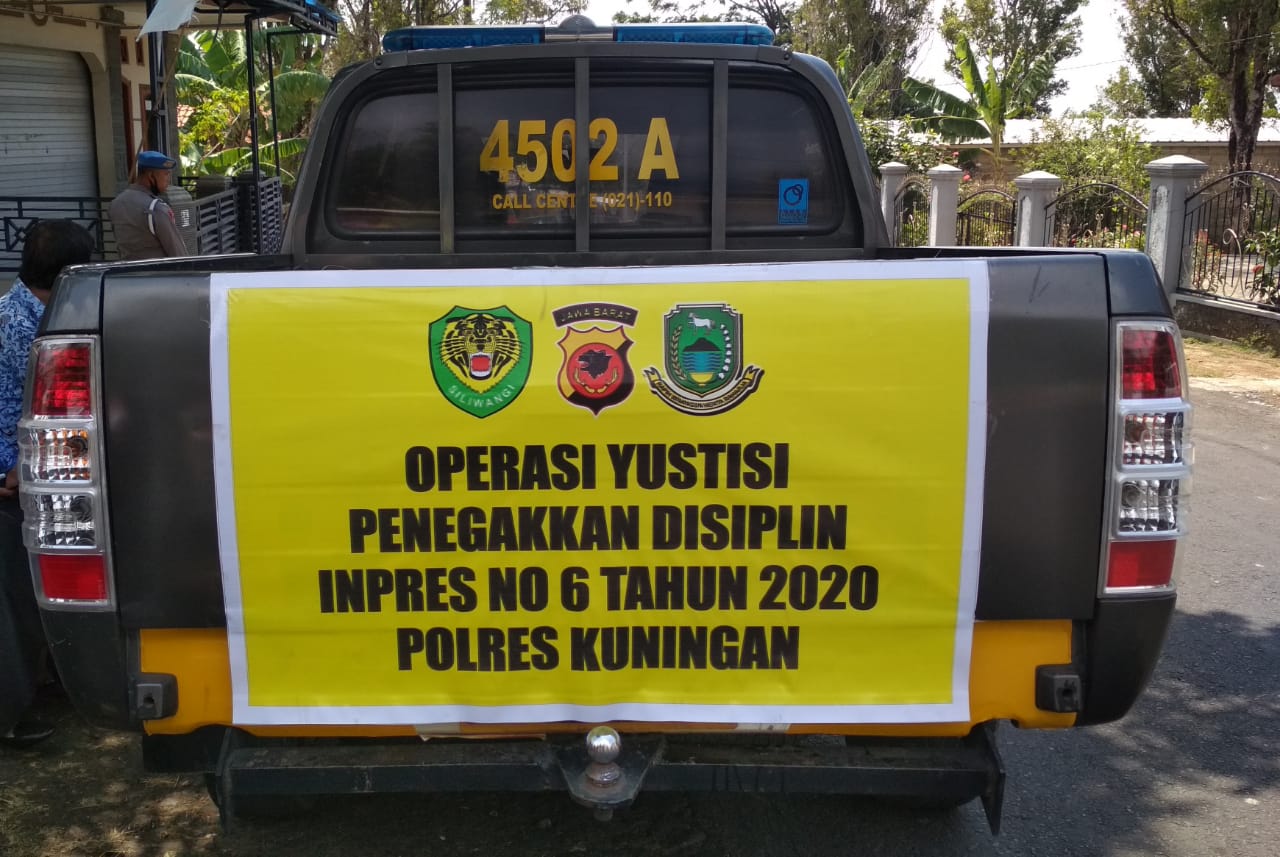 4502 A
CALL CENTRE (021)-110
SILIWANGI
JAWA BARAT
OPERASI YUSTISI
PENEGAKKAN DISIPLIN
INPRES NO 6 TAHUN 2020
POLRES KUNINGAN